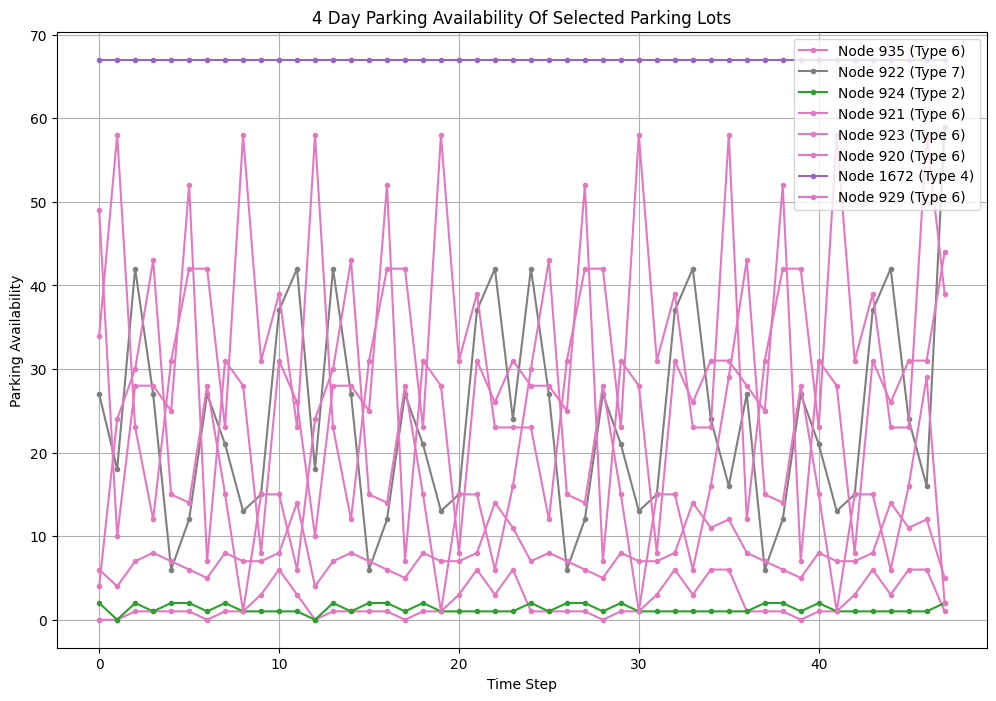 4 Day Parking Availability Of Selected Parking Lots
70
60
50
40
30
20
10
0
Parking Availability
0
10
20
30
40
Time Step
Node 935 (Type 6)
Node 922 (Type 7)
Node 924 (Type 2)
Node 921 (Type 6)
Node 923 (Type 6)
Node 920 (Type 6)
Node 1672 (Type 4)
Node 929 (Type 6)